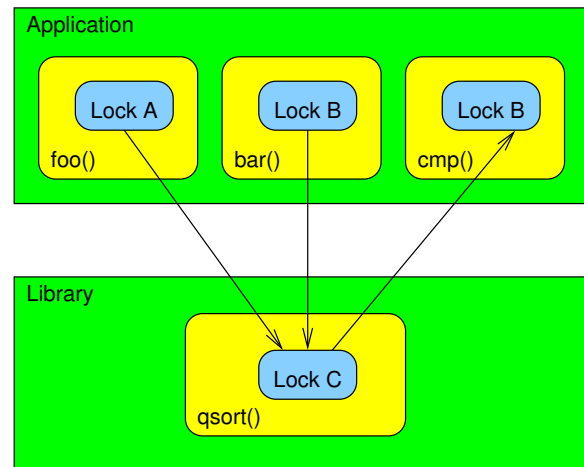 Application
Lock A
Lock B
Lock B
foo()
bar()
cmp()
Library
Lock C
qsort()